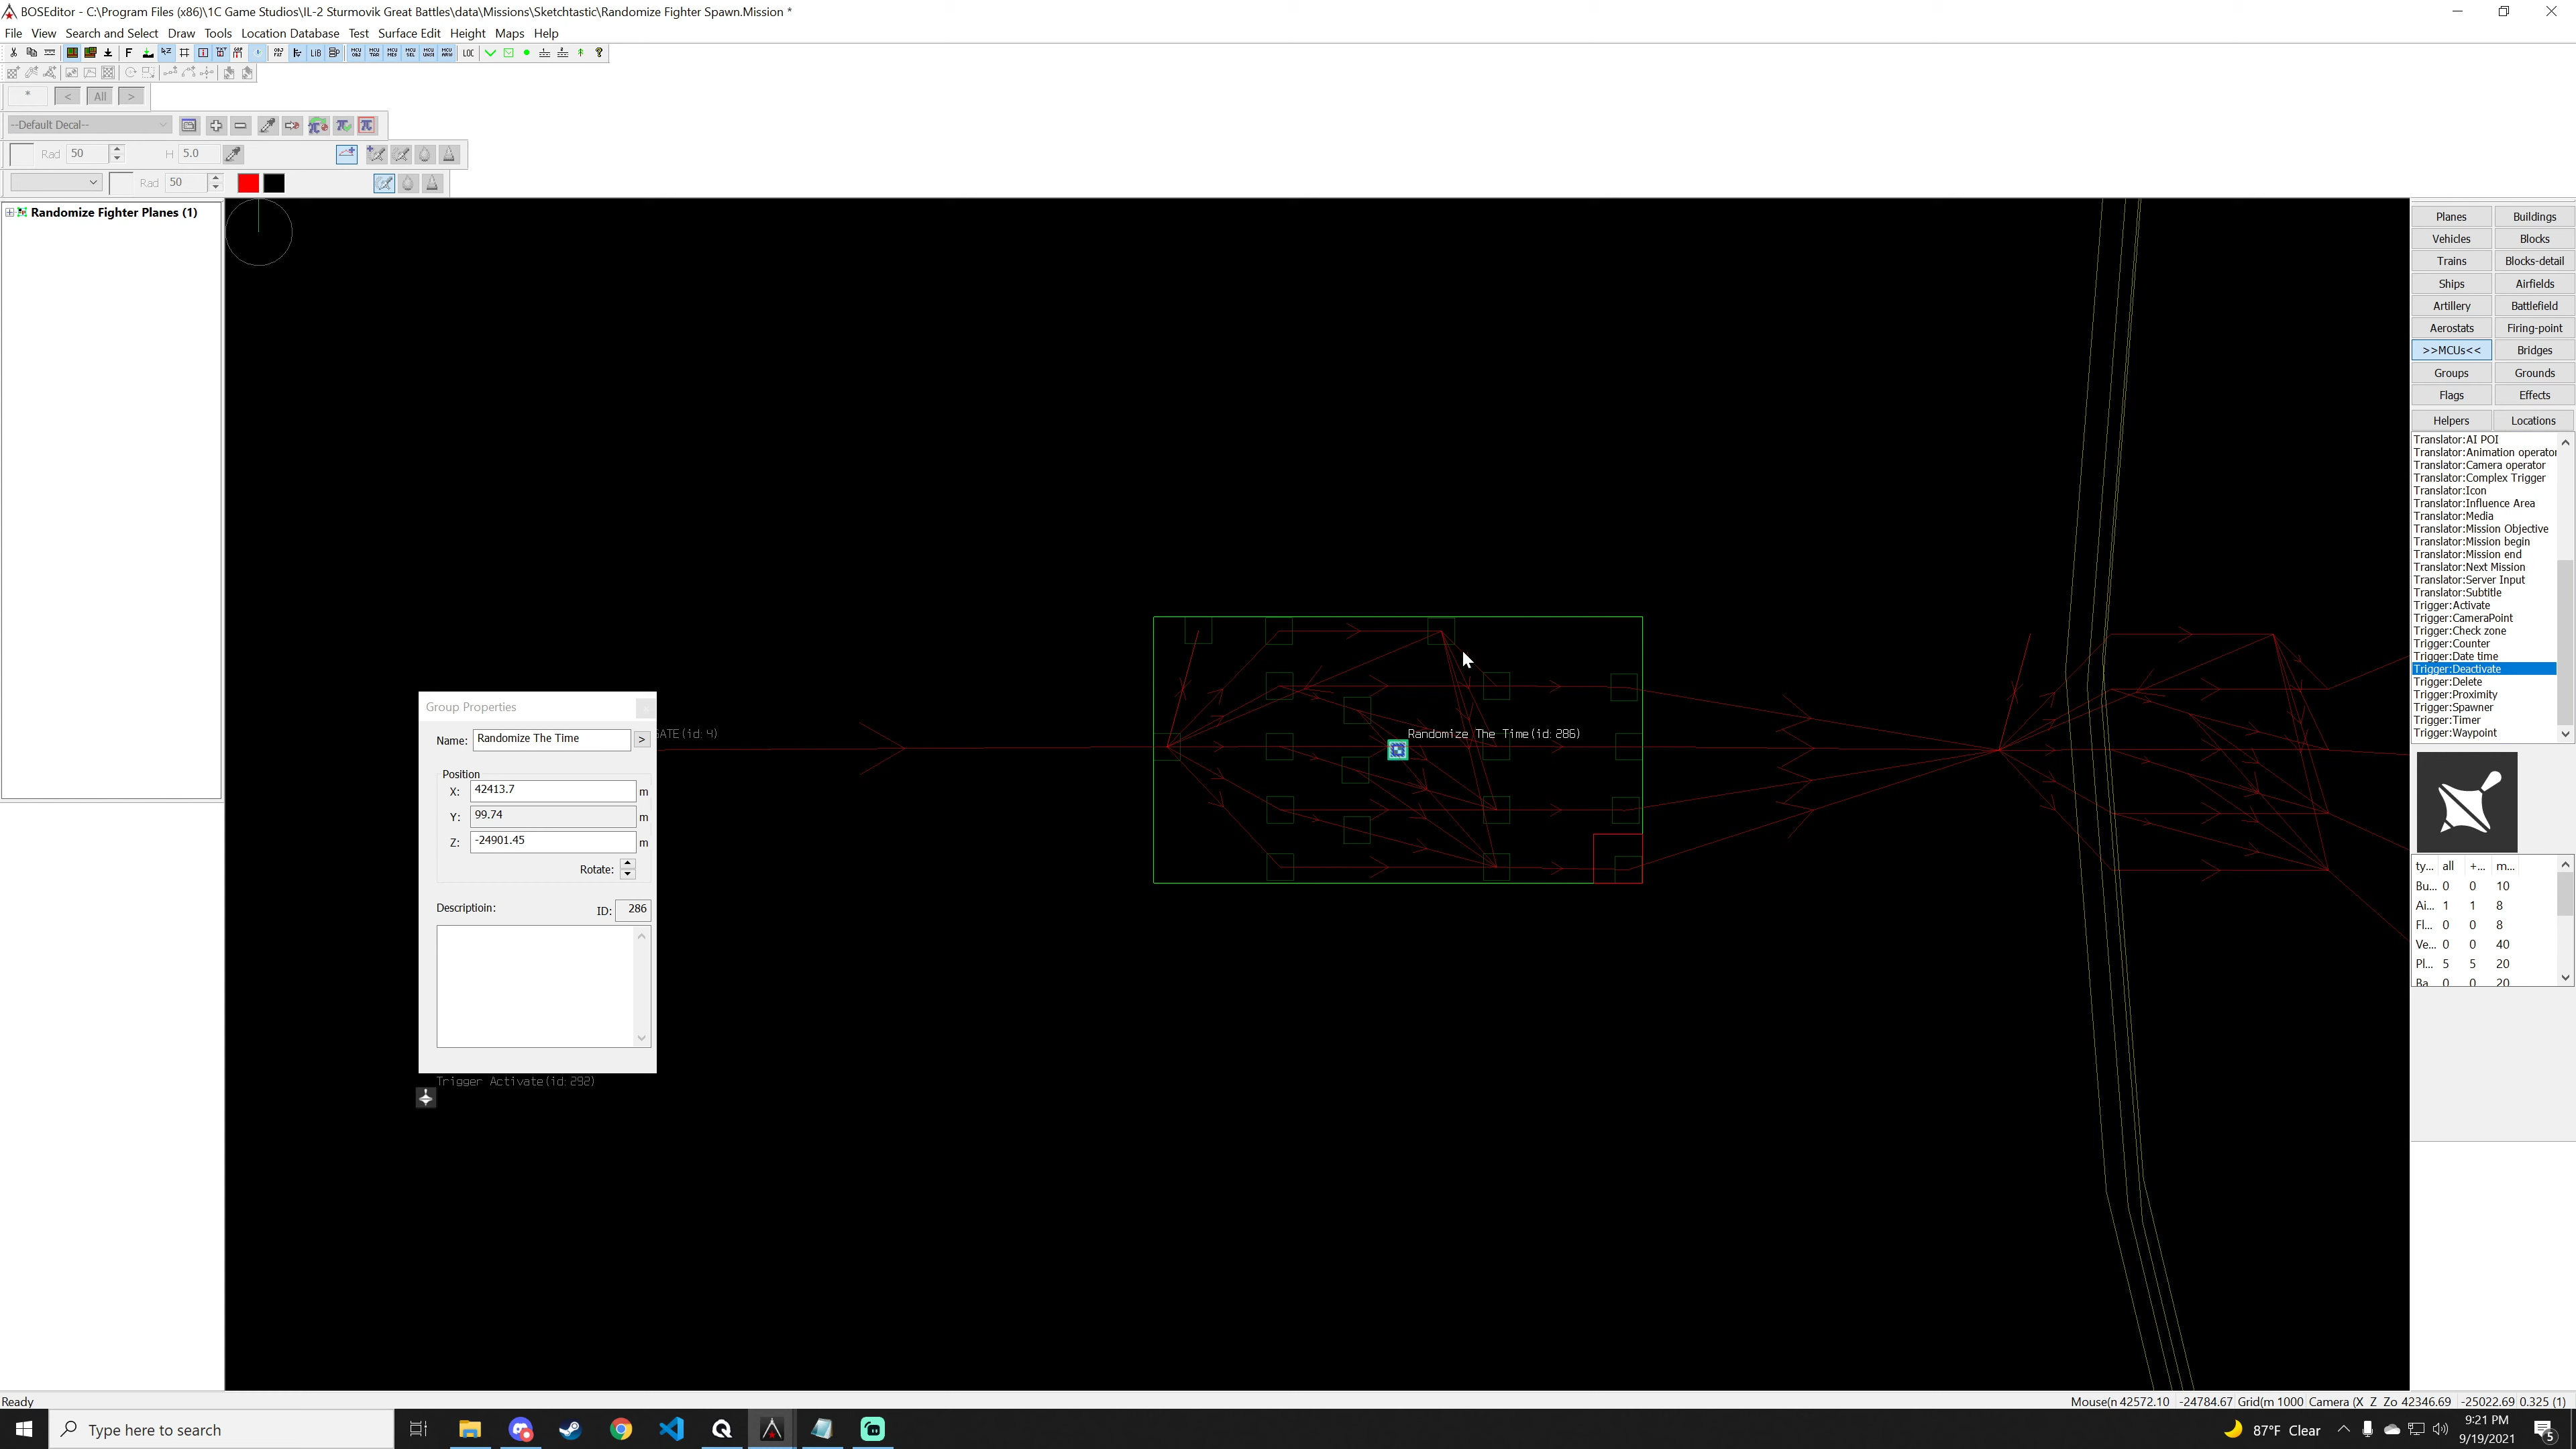 BOSEditor - C:\Program Files (x86)\1C Game Studios\IL-2 Sturmovik Great Battles\data\Missions\Sketchtastic\Randomize Fighter Spawn.Mission *
File View Search and Select Draw Tools Location Database Test Surface Edit Height Maps Help
* < All >
--Default Decal--
Rad 50 H 5.0
Rad 50
Randomize Fighter Planes (1)
Planes Buildings
Vehicles Blocks
Trains Blocks-detail
Ships Airfields
Artillery Battlefield
Aerostats Firing-point
>>MCUs<< Bridges
Groups Grounds
Flags Effects
Helpers Locations
Translator:AI POI
Translator:Animation operator
Translator:Camera operator
Translator:Complex Trigger
Translator:Icon
Translator:Influence Area
Translator:Media
Translator:Mission Objective
Translator:Mission begin
Translator:Mission end
Translator:Next Mission
Translator:Server Input
Translator:Subtitle
Trigger:Activate
Trigger:CameraPoint
Trigger:Check zone
Trigger:Counter
Trigger:Date time
Trigger:Deactivate
Trigger:Delete
Trigger:Proximity
Trigger:Spawner
Trigger:Timer
Trigger:Waypoint
ty... all +... m...
Bu... 0 0 10
Ai... 1 1 8
Fl... 0 0 8
Ve... 0 0 40
Pl... 5 5 20
Ba 0 0 20
Group Properties
Name: Randomize The Time >
Position
X: 42413.7 m
Y: 99.74 m
Z: -24901.45 m
Rotate:
Descriptioin: ID: 286
GATE(id:4)
Randomize The Time(id:286)
Trigger Activate(id:292)
Ready
Mouse(n 42572.10 -24784.67 Grid(m 1000 Camera (X Z Zo 42346.69 -25022.69 0.325 (1)
Type here to search
87°F Clear
9:21 PM
9/19/2021
5